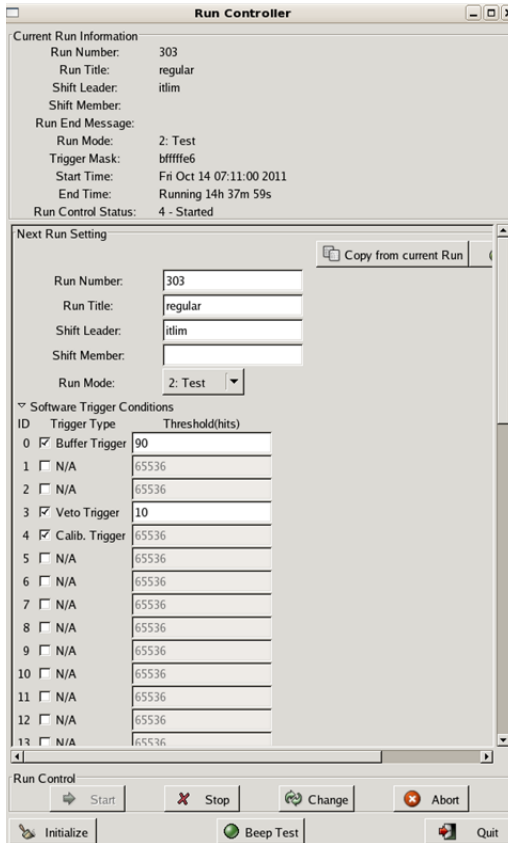 Run Controller
Current Run Information
Run Number: 303
Run Title: regular
Shift Leader: itlim
Shift Member:
Run End Message:
Run Mode: 2: Test
Trigger Mask: bfffffe6
Start Time: Fri Oct 14 07:11:00 2011
End Time: Running 14h 37m 59s
Run Control Status: 4 - Started
Next Run Setting
Copy from current Run
Run Number: 303
Run Title: regular
Shift Leader: itlim
Shift Member:
Run Mode: 2: Test
Software Trigger Conditions
ID Trigger Type Threshold(hits)
0 Buffer Trigger 90
1 N/A 65536
2 N/A 65536
3 Veto Trigger 10
4 Calib. Trigger 65536
5 N/A 65536
6 N/A 65536
7 N/A 65536
8 N/A 65536
9 N/A 65536
10 N/A 65536
11 N/A 65536
12 N/A 65536
13 N/A 65536
Run Control
Start Stop Change Abort
Initialize Beep Test Quit